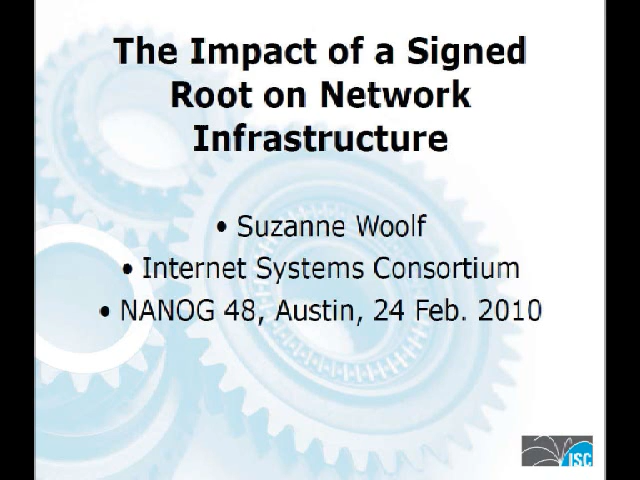 The Impact of a Signed
Root on Network
Infrastructure
• Suzanne Woolf
• Internet Systems Consortium
• NANOG 48, Austin, 24 Feb. 2010
ISC